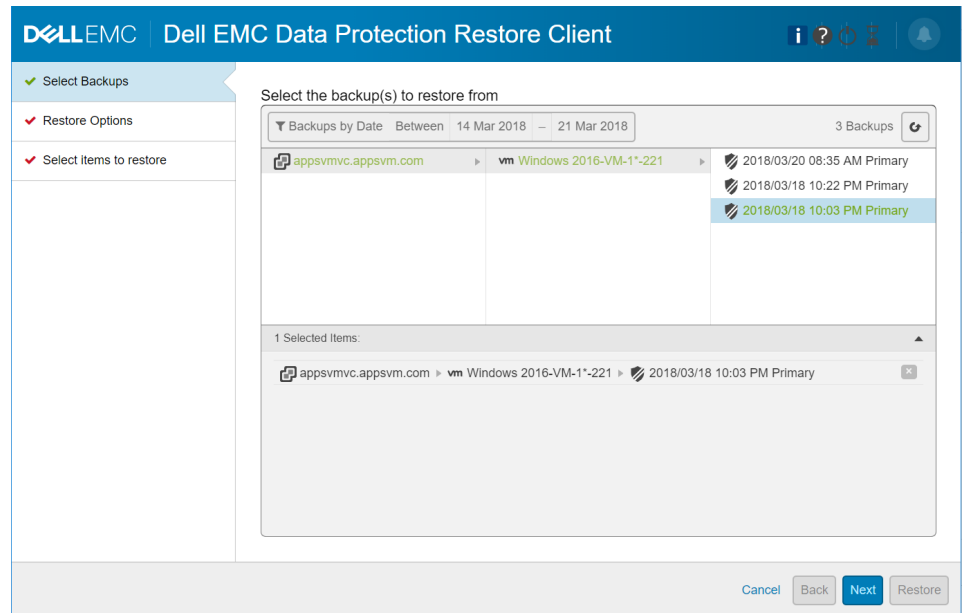 DELLEMC Dell EMC Data Protection Restore Client
Select Backups
Restore Options
Select items to restore
Select the backup(s) to restore from
Backups by Date Between 14 Mar 2018 – 21 Mar 2018 3 Backups
appsvmvc.appsvm.com vm Windows 2016-VM-1*-221 2018/03/20 08:35 AM Primary
2018/03/18 10:22 PM Primary
2018/03/18 10:03 PM Primary
1 Selected Items:
appsvmvc.appsvm.com vm Windows 2016-VM-1*-221 2018/03/18 10:03 PM Primary
Cancel Back Next Restore